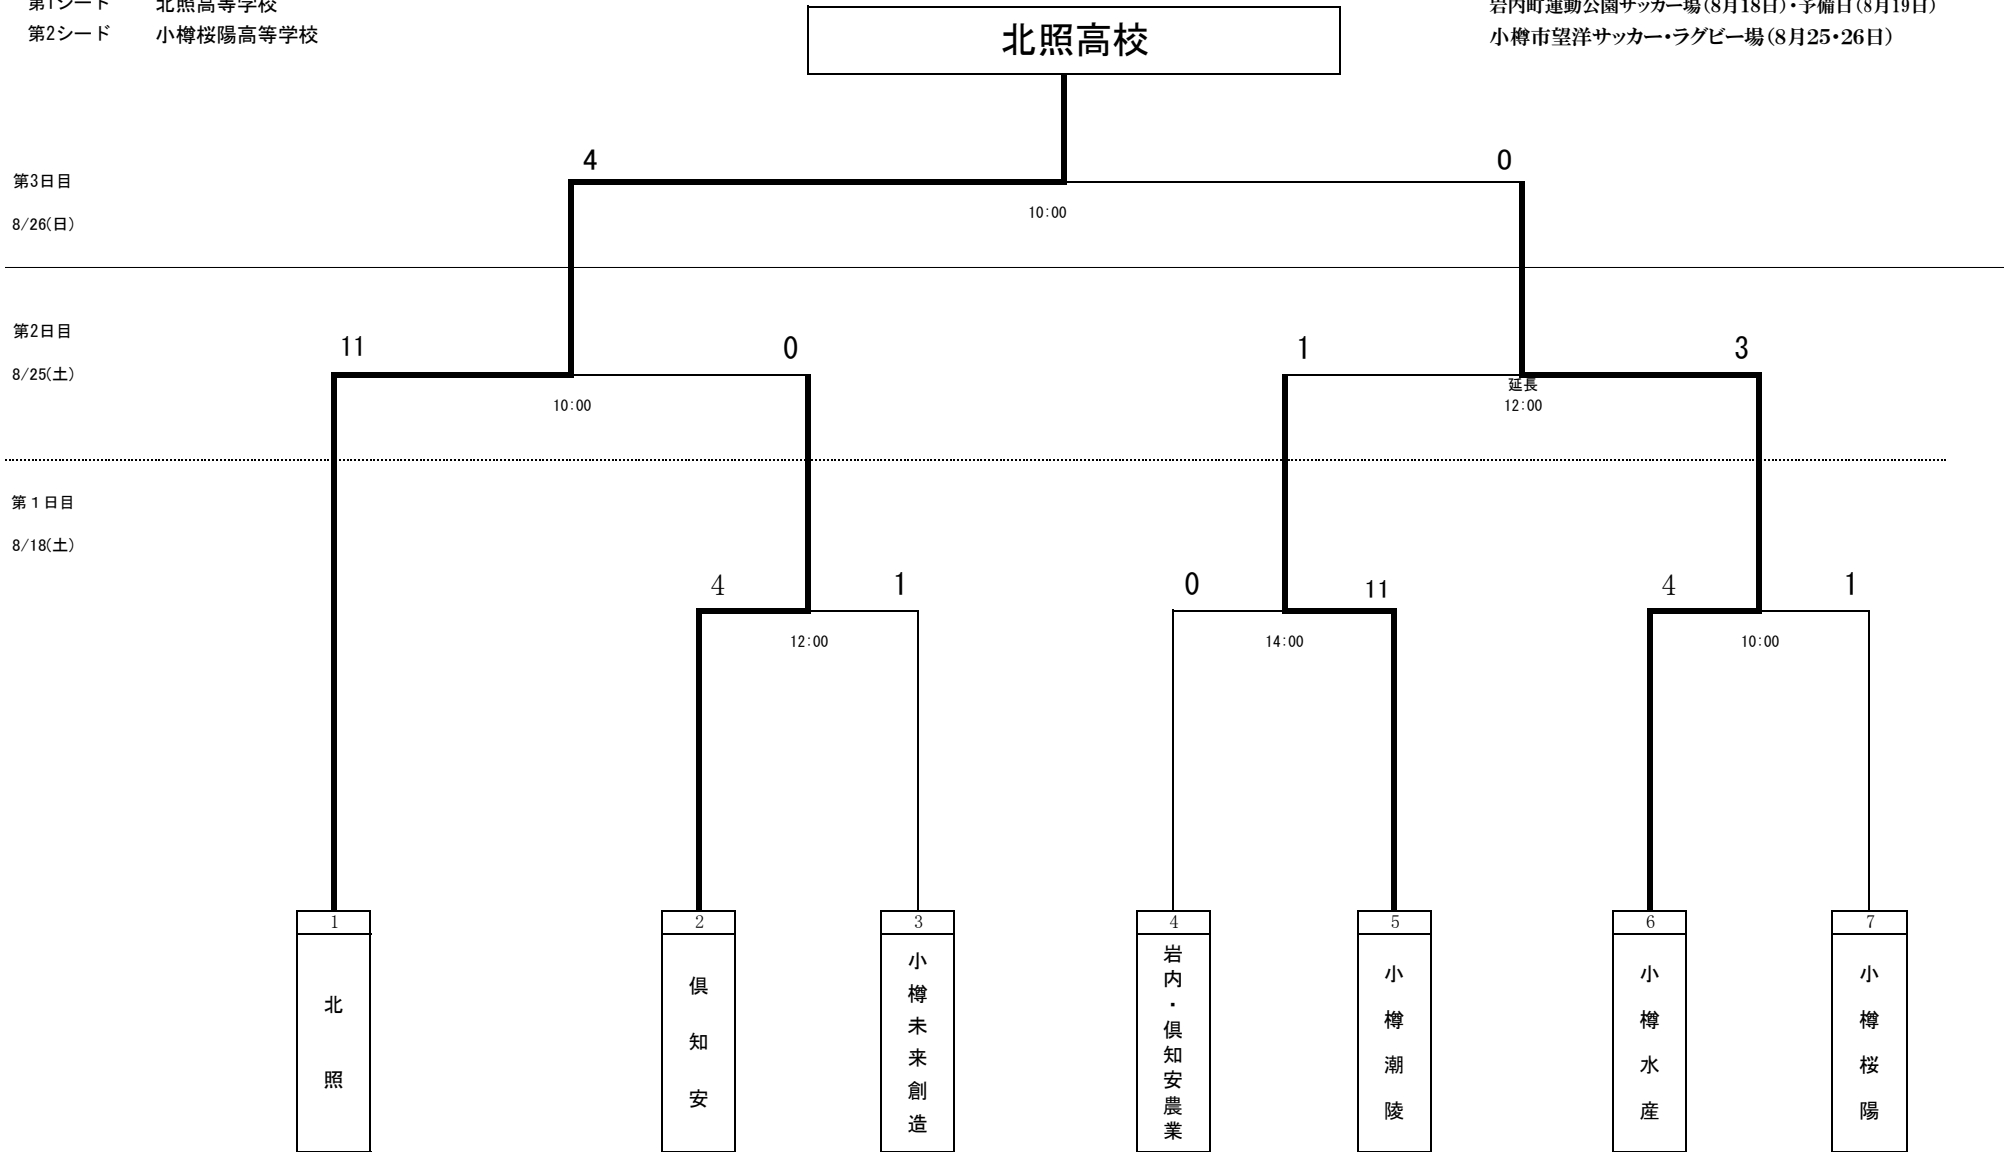 第1シード 北照高等学校
岩内町運動公園サッカー場(8月18日)・予備日(8月19日)
第2シード 小樽桜陽高等学校
北照高校
小樽市望洋サッカー・ラグビー場(8月25・26日)
4 0
第3日目
10:00
8/26(日)
第2日目
11 0 1 3
8/25(土)
延長
10:00 12:00
第1日目
8/18(土)
4 1 0 11 4 1
12:00 14:00 10:00
1 2 3 4 5 6 7
北照
倶知安
小樽未来創造
岩内・倶知安農業
小樽潮陵
小樽水産
小樽桜陽